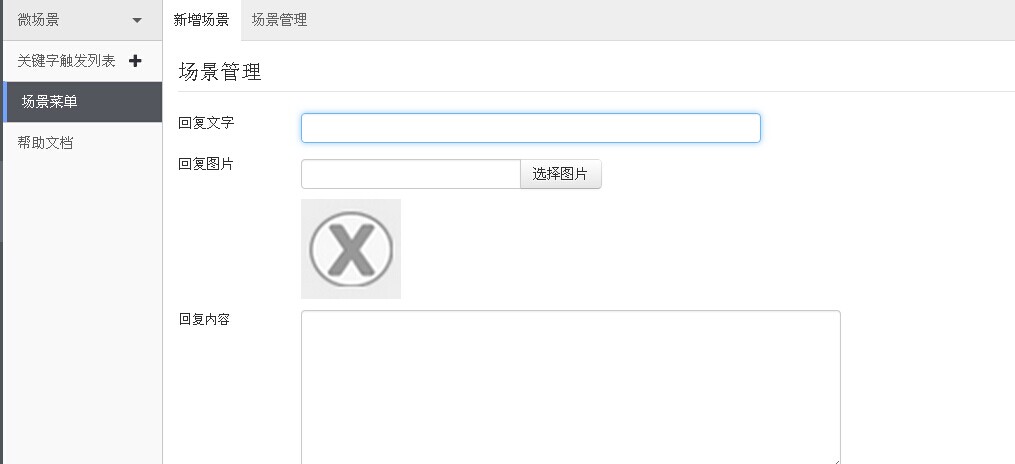 微场景
关键字触发列表
场景菜单
帮助文档
新增场景 场景管理
场景管理
回复文字
回复图片
选择图片
X
回复内容